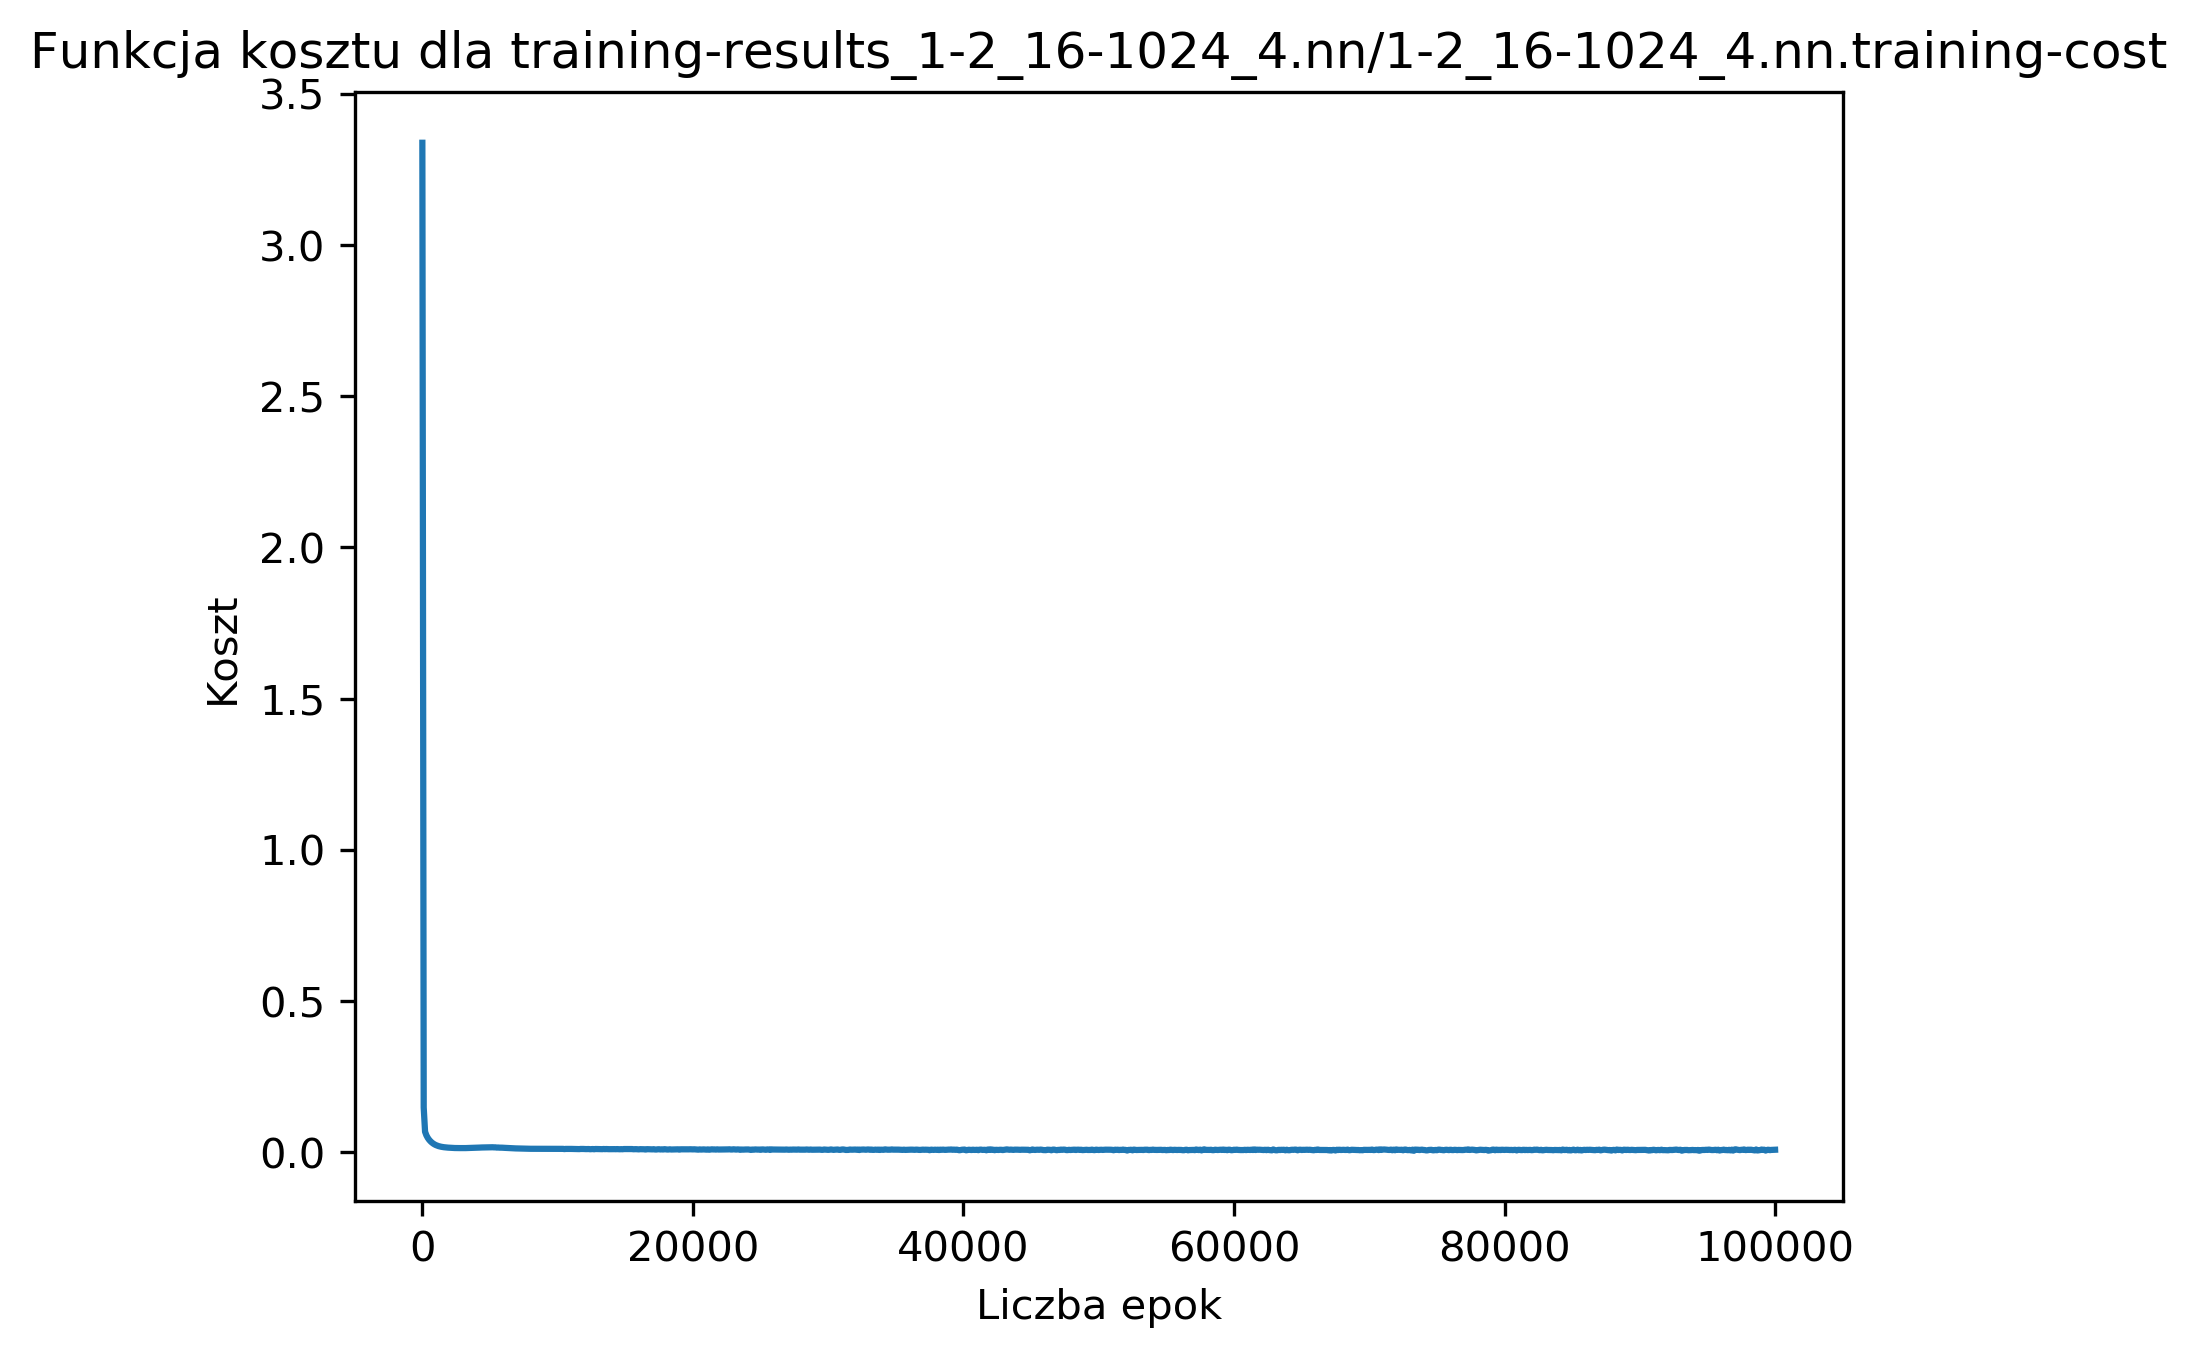 Funkcja kosztu dla training-results_1-2_16-1024_4.nn/1-2_16-1024_4.nn.training-cost
3.5
3.0
2.5
2.0
1.5
1.0
0.5
0.0
Koszt
0 20000 40000 60000 80000 100000
Liczba epok